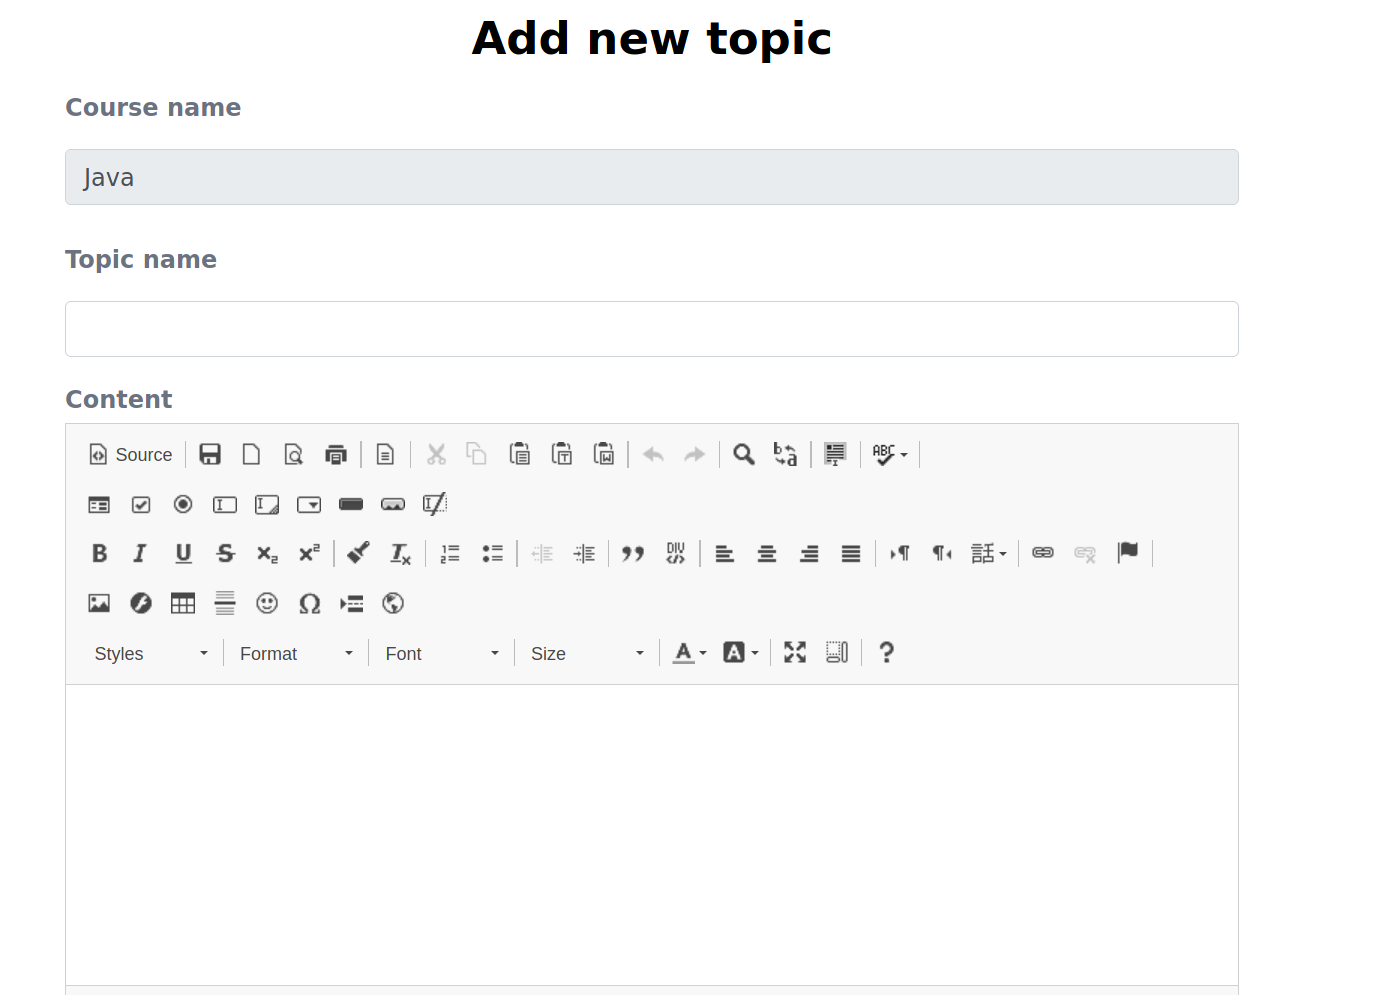 Add new topic
Course name
Java
Topic name
Content
Source
Styles
Format
Font
Size